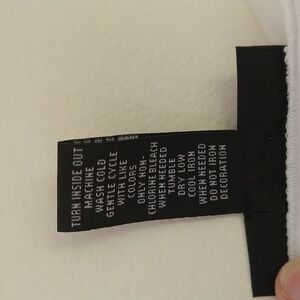 TURN INSIDE OUT
MACHINE
WASH COLD
GENTLE CYCLE
WITH LIKE
COLORS
ONLY NON-
CHLORINE BLEACH
WHEN NEEDED
TUMBLE
DRY LOW
COOL IRON
WHEN NEEDED
DO NOT IRON
DECORATION